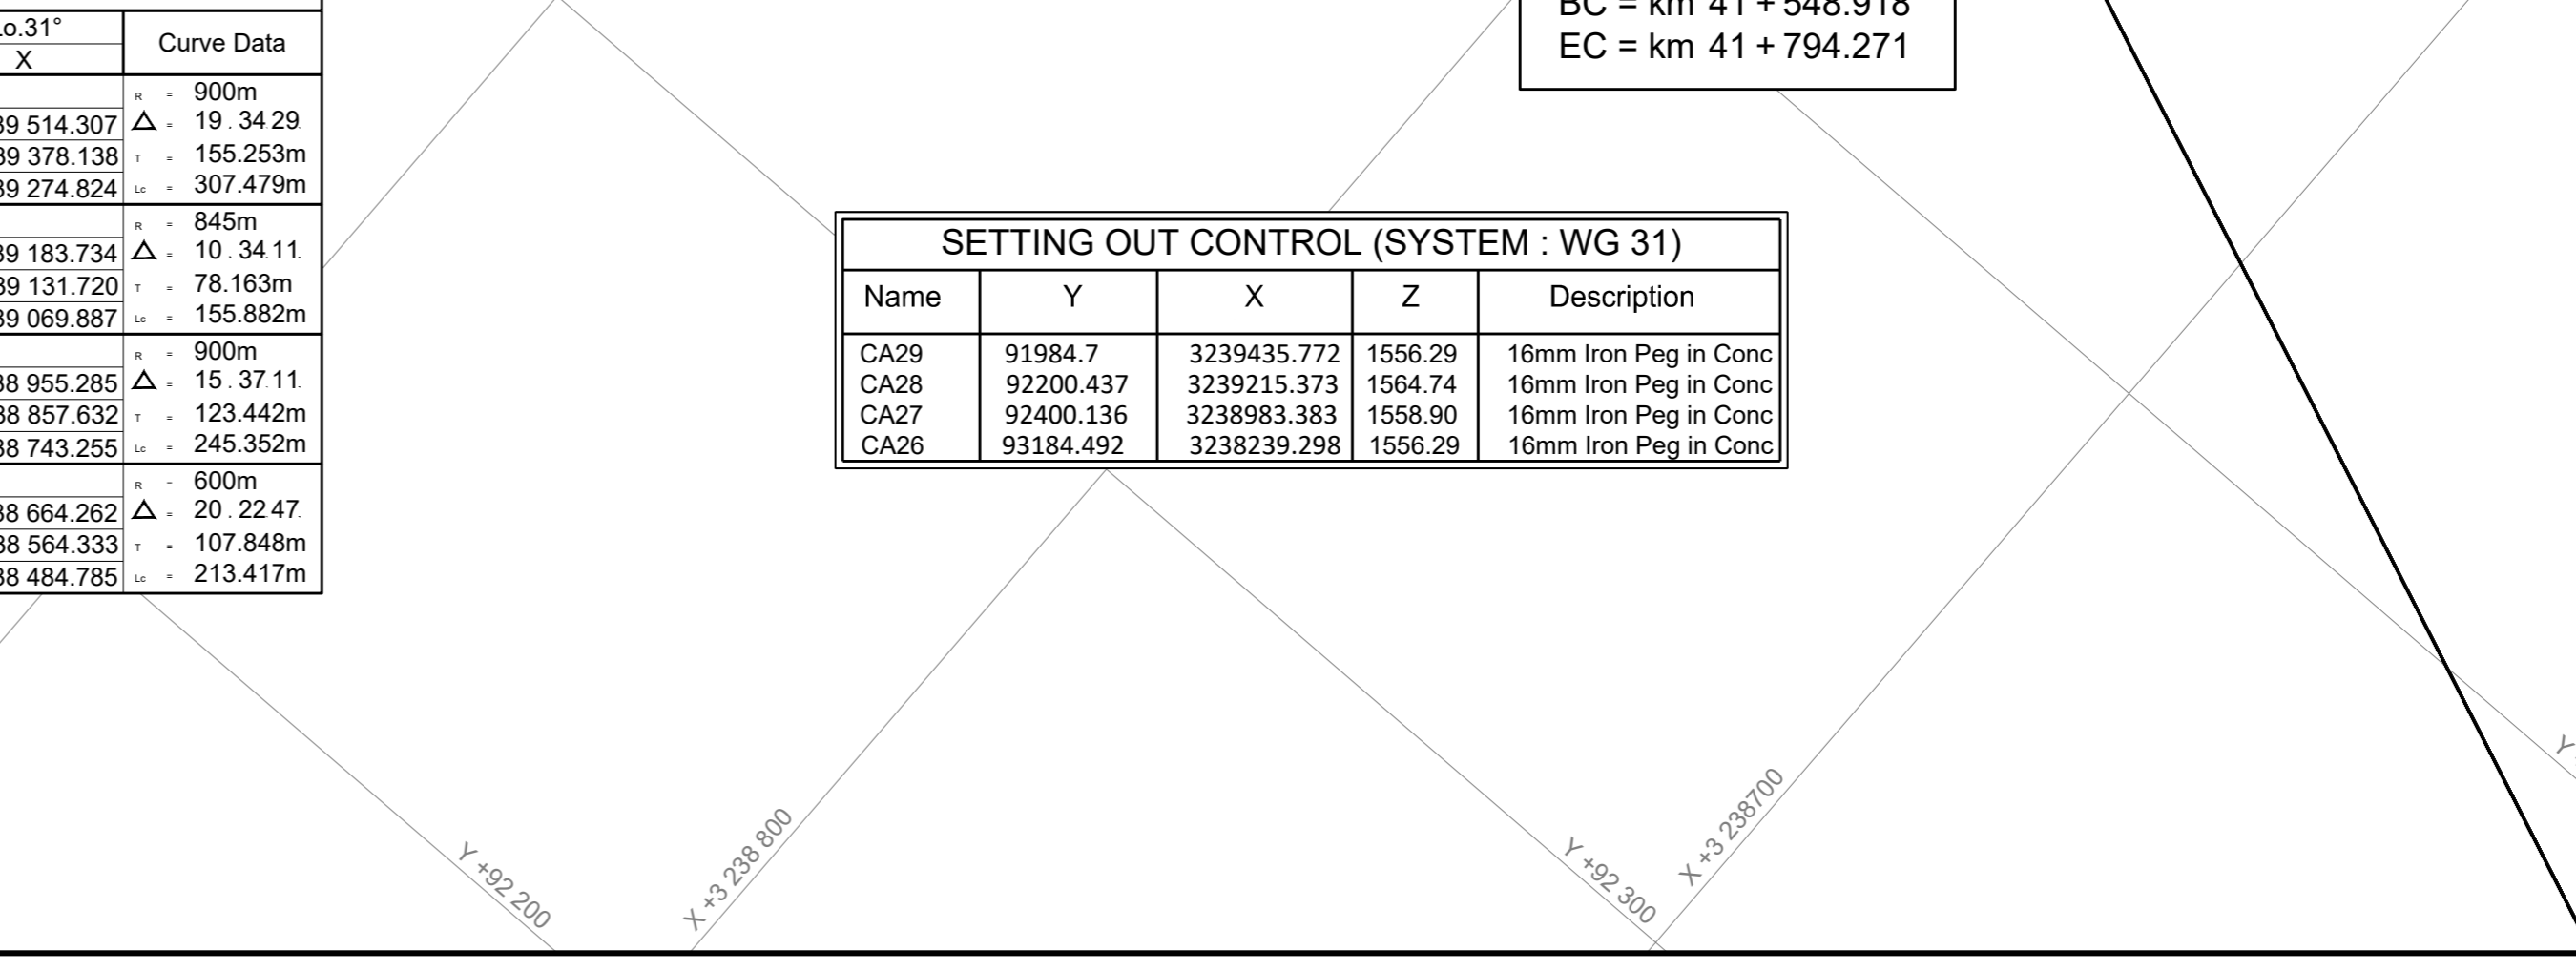 Lo.31°
X
Curve Data
R = 900m
39 514.307 △ = 19 . 34 29.
39 378.138 T = 155.253m
39 274.824 Lc = 307.479m
R = 845m
39 183.734 △ = 10 . 34 11.
39 131.720 T = 78.163m
39 069.887 Lc = 155.882m
R = 900m
38 955.285 △ = 15 . 37 11.
38 857.632 T = 123.442m
38 743.255 Lc = 245.352m
R = 600m
38 664.262 △ = 20 . 22 47.
38 564.333 T = 107.848m
38 484.785 Lc = 213.417m
BC = km 41 + 548.918
EC = km 41 + 794.271
SETTING OUT CONTROL (SYSTEM : WG 31)
Name Y X Z Description
CA29 91984.7 3239435.772 1556.29 16mm Iron Peg in Conc
CA28 92200.437 3239215.373 1564.74 16mm Iron Peg in Conc
CA27 92400.136 3238983.383 1558.90 16mm Iron Peg in Conc
CA26 93184.492 3238239.298 1556.29 16mm Iron Peg in Conc
Y +92 200
X +3 238 800
Y +92 300
X +3 238700
Y